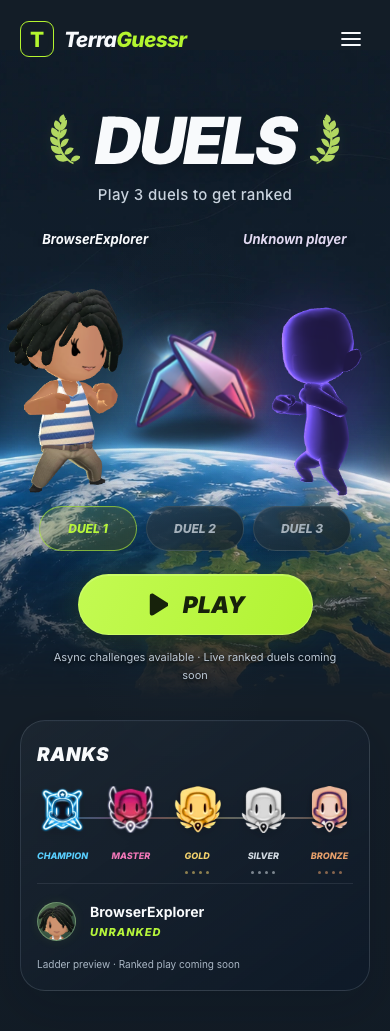 T TerraGuessr
DUELS
Play 3 duels to get ranked
BrowserExplorer Unknown player
DUEL 1 DUEL 2 DUEL 3
PLAY
Async challenges available · Live ranked duels coming
soon
RANKS
CHAMPION MASTER GOLD SILVER BRONZE
BrowserExplorer
UNRANKED
Ladder preview · Ranked play coming soon